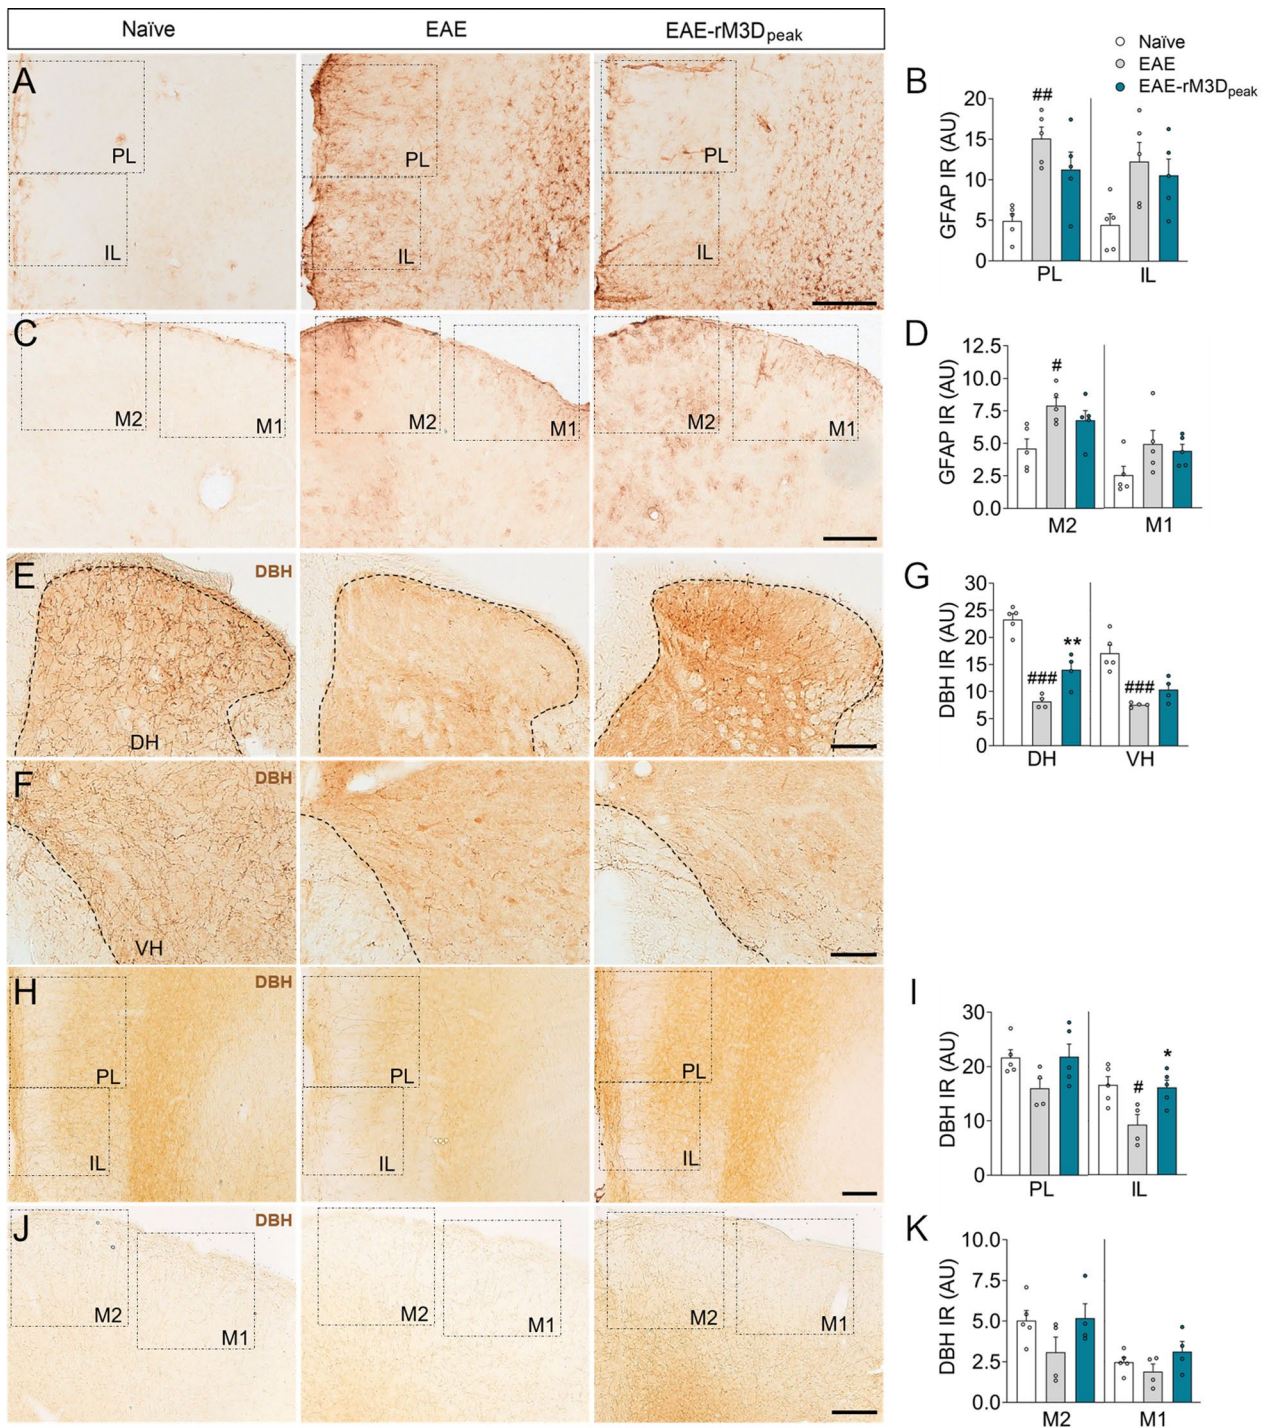 Naïve EAE EAE-rM3Dpeak
Naïve
EAE
EAE-rM3Dpeak
A
PL
IL
PL
IL
PL
IL
B
##
GFAP IR (AU)
20
15
10
5
0
PL IL
C
M2
M1
M2
M1
M2
M1
D
#
GFAP IR (AU)
12.5
10.0
7.5
5.0
2.5
0.0
M2 M1
E
DBH
DH
F
DBH
VH
G
###
**
###
DBH IR (AU)
30
25
20
15
10
5
0
DH VH
H
DBH
PL
IL
PL
IL
PL
IL
I
#
*
DBH IR (AU)
30
20
10
0
PL IL
J
DBH
M2
M1
M2
M1
M2
M1
K
DBH IR (AU)
10.0
7.5
5.0
2.5
0.0
M2 M1